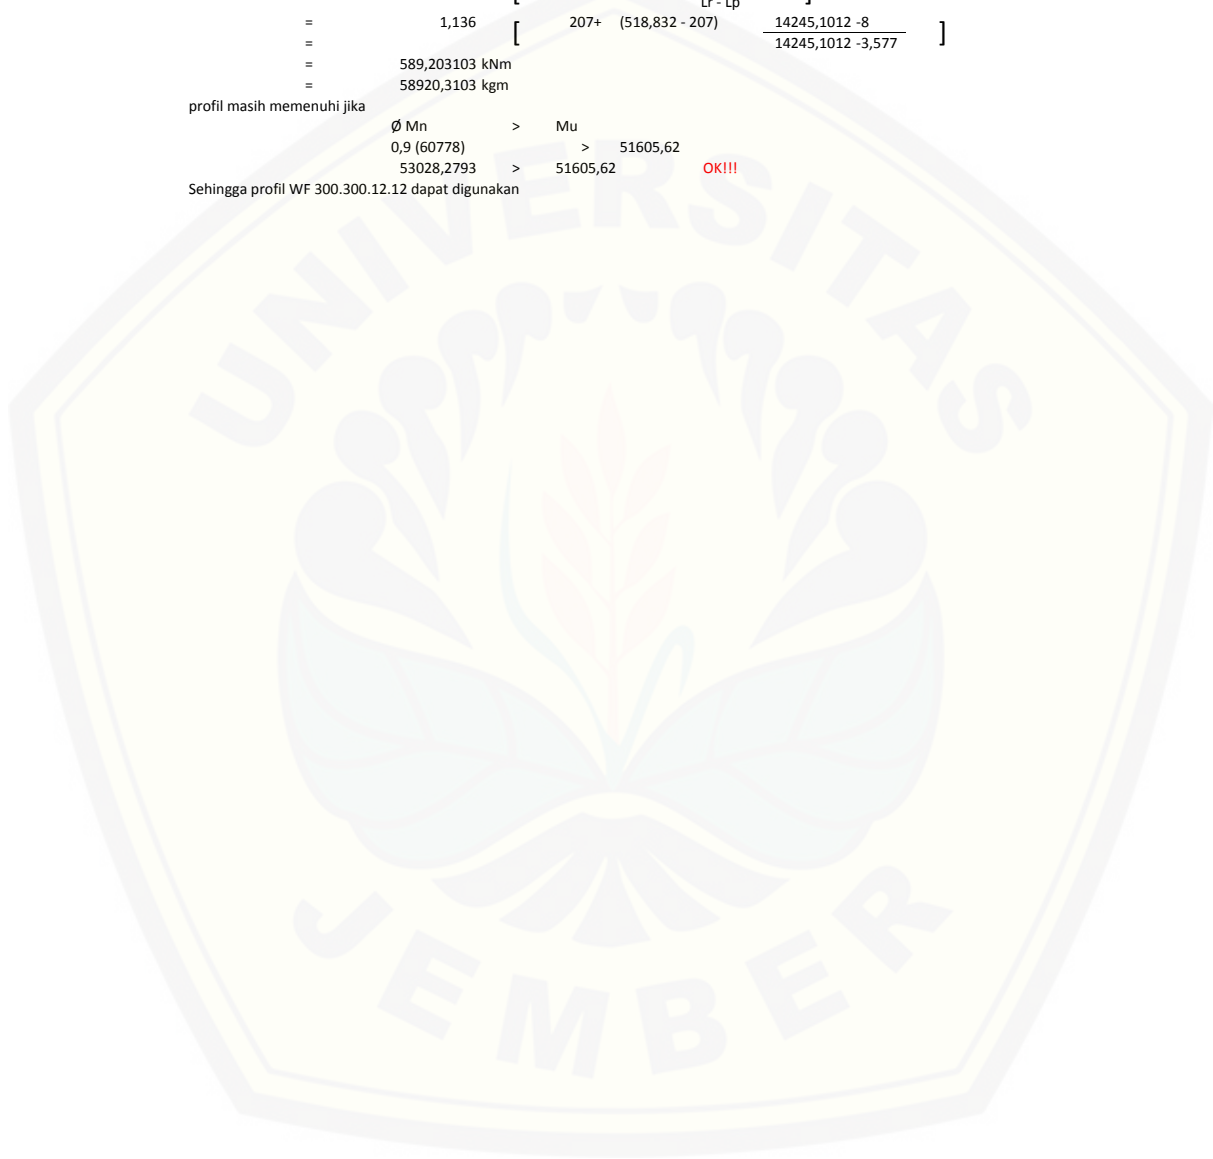 [ Lr - Lp ]
= 1,136 [ 207+ (518,832 - 207) 14245,1012 -8 ]
= 14245,1012 -3,577
= 589,203103 kNm
= 58920,3103 kgm
profil masih memenuhi jika
Ø Mn > Mu
0,9 (60778) > 51605,62
53028,2793 > 51605,62 OK!!!
Sehingga profil WF 300.300.12.12 dapat digunakan
UNIVERSITAS
JEMBER